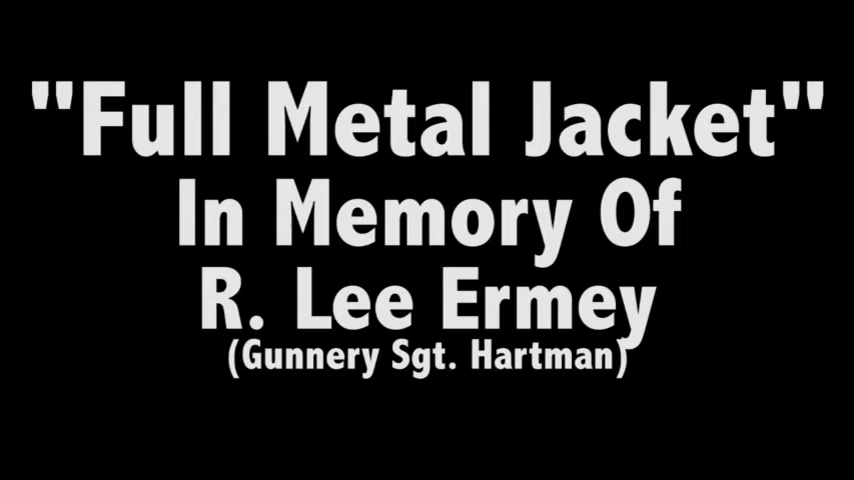 "Full Metal Jacket"
In Memory Of
R. Lee Ermey
(Gunnery Sgt. Hartman)